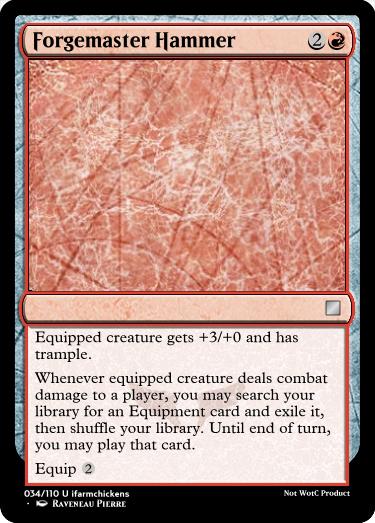 Forgemaster Hammer 2
Equipped creature gets +3/+0 and has
trample.
Whenever equipped creature deals combat
damage to a player, you may search your
library for an Equipment card and exile it,
then shuffle your library. Until end of turn,
you may play that card.
Equip 2
034/110 U ifarmchickens
Not WotC Product
· Raveneau Pierre